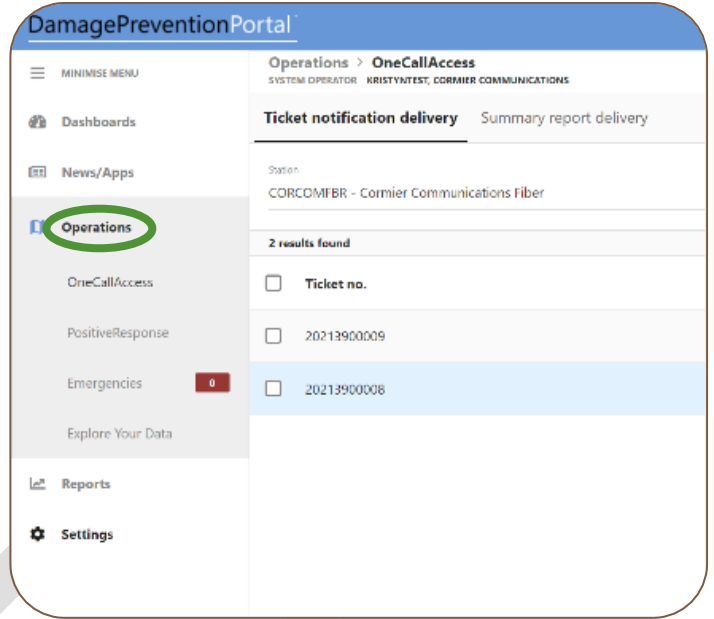 DamagePreventionPortal
MINIMISE MENU
Dashboards
News/Apps
Operations
OneCallAccess
PositiveResponse
Emergencies 0
Explore Your Data
Reports
Settings
Operations > OneCallAccess
SYSTEM OPERATOR KRISTYNTEST, CORMIER COMMUNICATIONS
Ticket notification delivery Summary report delivery
Station
CORCOMFBR - Cormier Communications Fiber
2 results found
Ticket no.
20213900009
20213900008